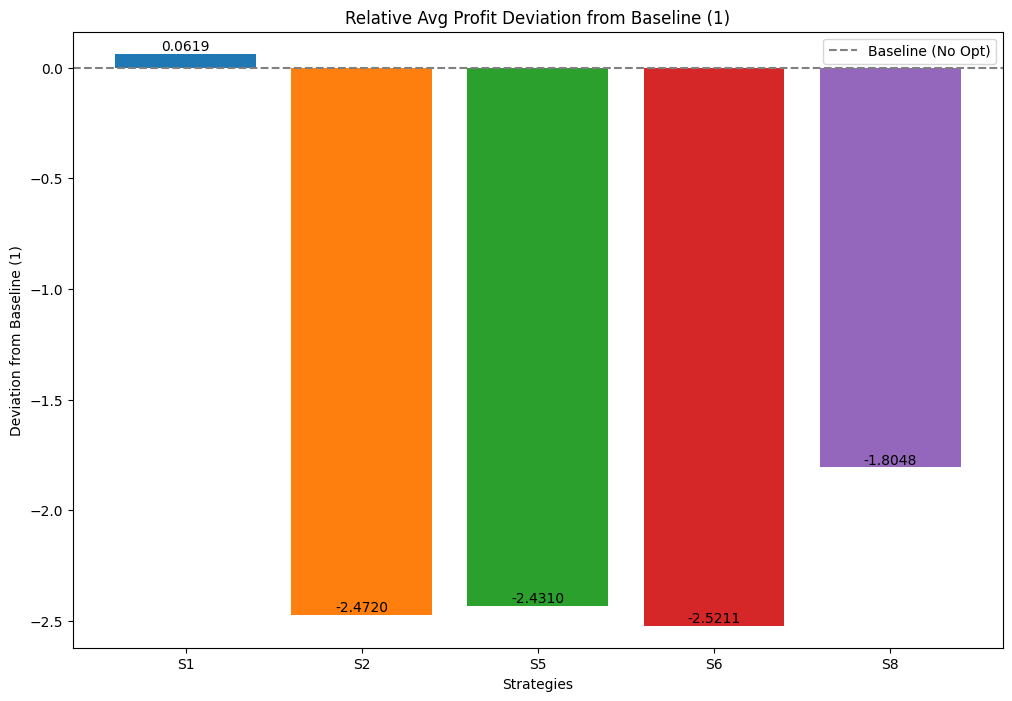 Relative Avg Profit Deviation from Baseline (1)
Baseline (No Opt)
0.0619
-2.4720
-2.4310
-2.5211
-1.8048
0.0
−0.5
−1.0
−1.5
−2.0
−2.5
Deviation from Baseline (1)
S1 S2 S5 S6 S8
Strategies